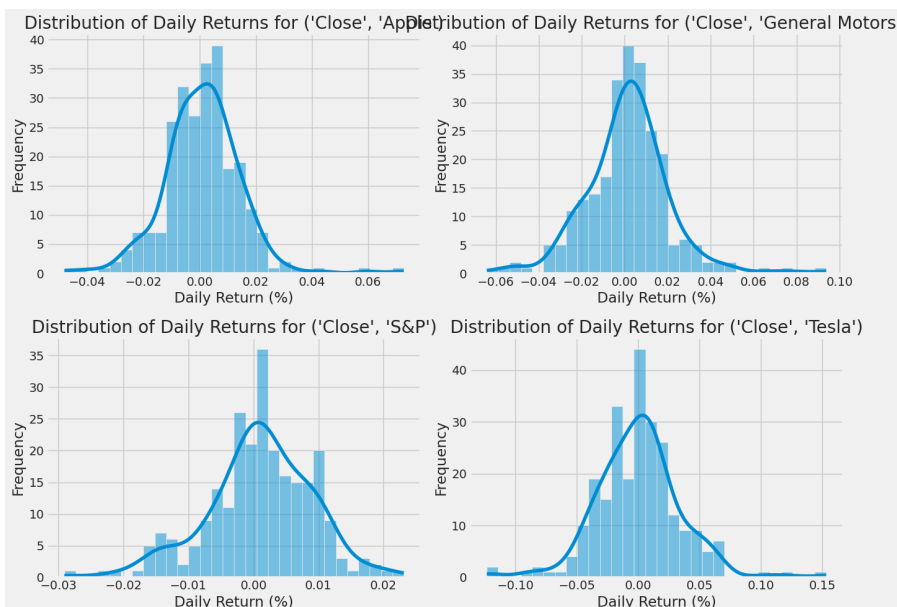 Distribution of Daily Returns for ('Close', 'Apple')
Distribution of Daily Returns for ('Close', 'General Motors
40
35
30
25
20
15
10
5
0
Frequency
−0.04 −0.02 0.00 0.02 0.04 0.06
Daily Return (%)
40
35
30
25
20
15
10
5
0
Frequency
−0.06 −0.04 −0.02 0.00 0.02 0.04 0.06 0.08 0.10
Daily Return (%)
Distribution of Daily Returns for ('Close', 'S&P')
35
30
25
20
15
10
5
0
Frequency
−0.03 −0.02 −0.01 0.00 0.01 0.02
Daily Return (%)
Distribution of Daily Returns for ('Close', 'Tesla')
40
30
20
10
0
Frequency
−0.10 −0.05 0.00 0.05 0.10 0.15
Daily Return (%)